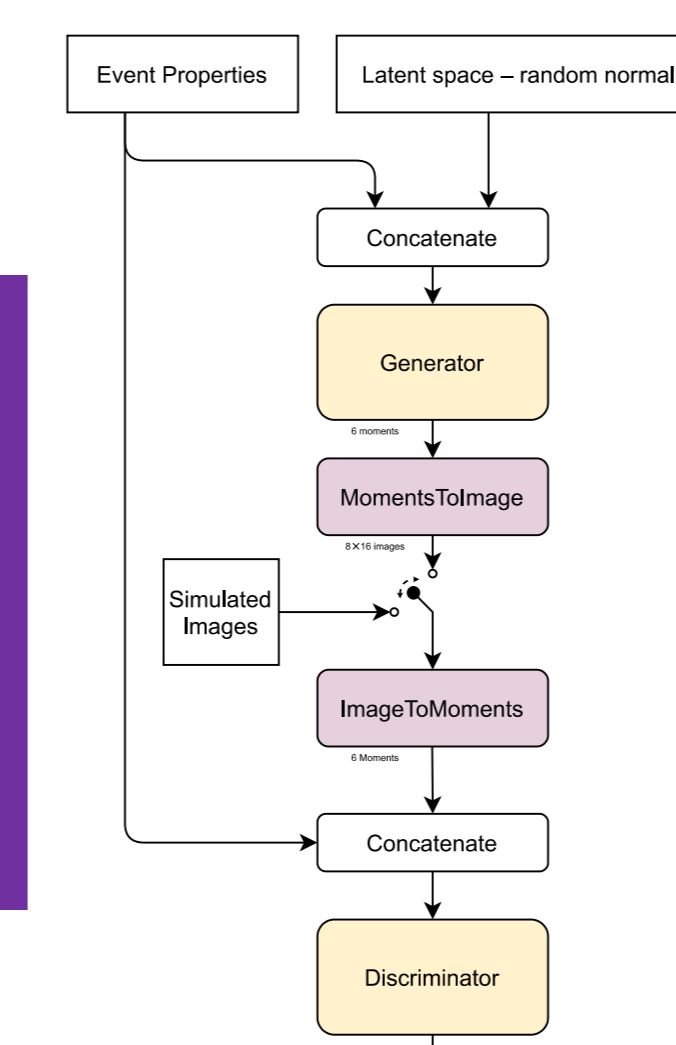 Event Properties
Latent space – random normal
Concatenate
Generator
6 moments
MomentsToImage
8×16 images
Simulated
Images
ImageToMoments
6 Moments
Concatenate
Discriminator